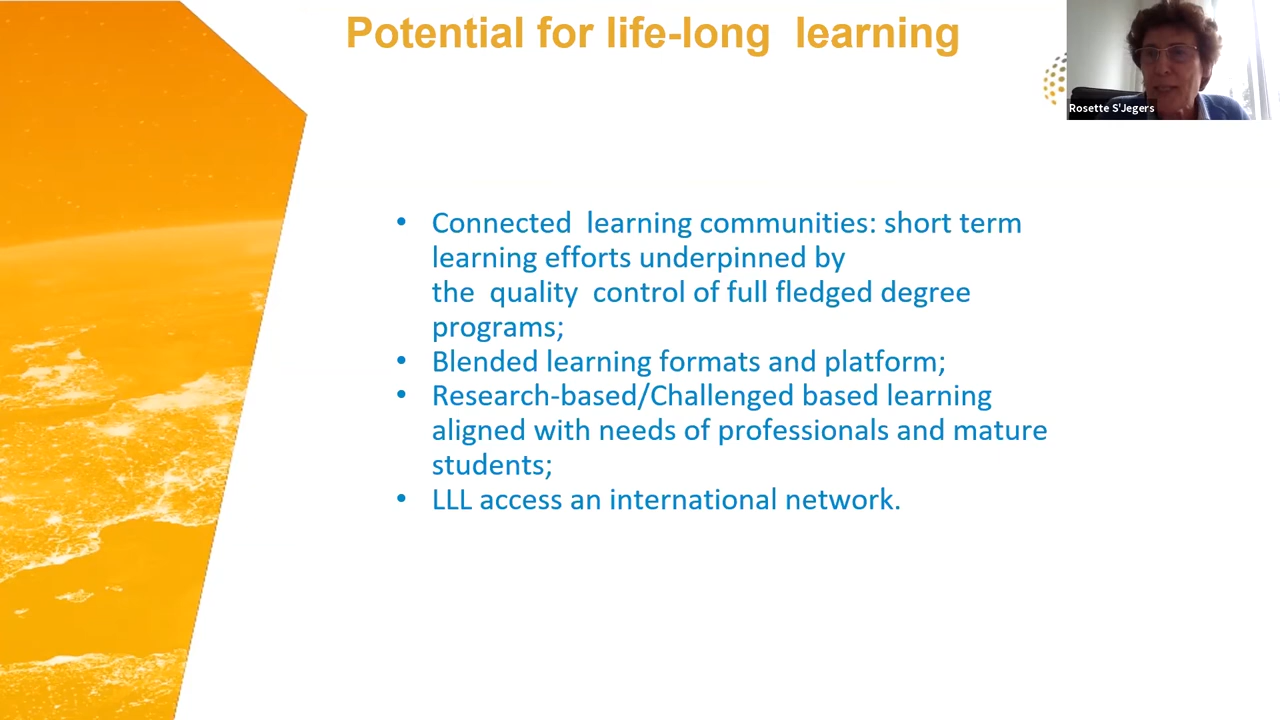 Potential for life-long  learning
Rosette S'Jegers
• Connected  learning communities: short term
learning efforts underpinned by
the  quality  control of full fledged degree
programs;
• Blended learning formats and platform;
• Research-based/Challenged based learning
aligned with needs of professionals and mature
students;
• LLL access an international network.